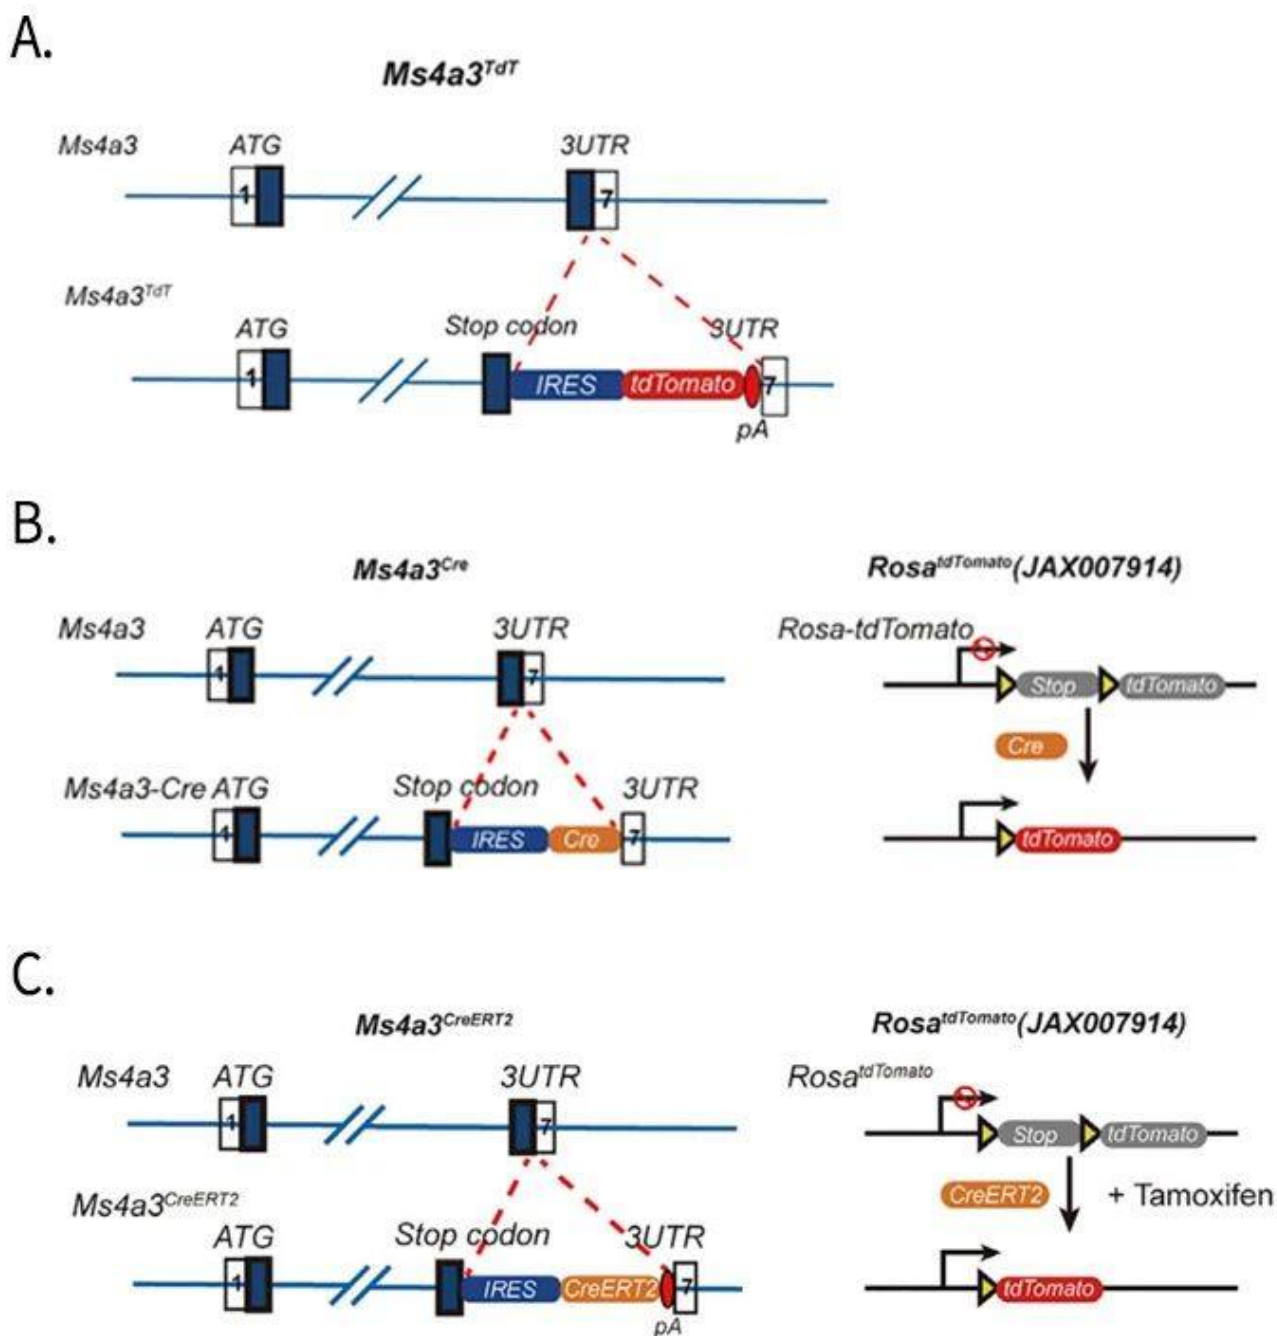 A.
Ms4a3TdT
Ms4a3 ATG 3UTR
1 7
Ms4a3TdT
ATG Stop codon 3UTR
1 IRES tdTomato 7
pA
B.
Ms4a3Cre RosatdTomato(JAX007914)
Ms4a3 ATG 3UTR Rosa-tdTomato
1 7 Stop tdTomato
Cre
Ms4a3-Cre ATG Stop codon 3UTR
1 IRES Cre 7 tdTomato
C.
Ms4a3CreERT2 RosatdTomato(JAX007914)
Ms4a3 ATG 3UTR RosatdTomato
1 7 Stop tdTomato
Ms4a3CreERT2 CreERT2 + Tamoxifen
ATG Stop codon 3UTR
1 IRES CreERT2 7 tdTomato
pA